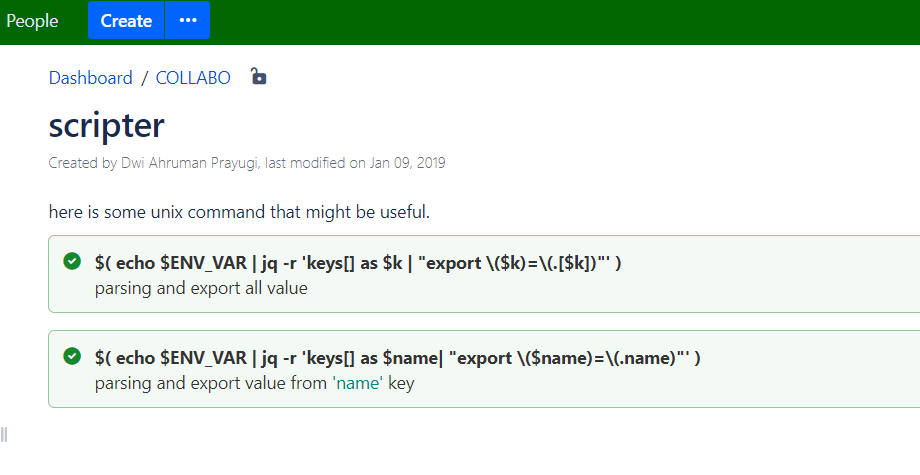 People Create •••
Dashboard / COLLABO
scripter
Created by Dwi Ahruman Prayugi, last modified on Jan 09, 2019
here is some unix command that might be useful.
$( echo $ENV_VAR | jq -r 'keys[] as $k | "export \($k)=\(.[$k])"' )
parsing and export all value
$( echo $ENV_VAR | jq -r 'keys[] as $name| "export \($name)=\(.name)"' )
parsing and export value from 'name' key